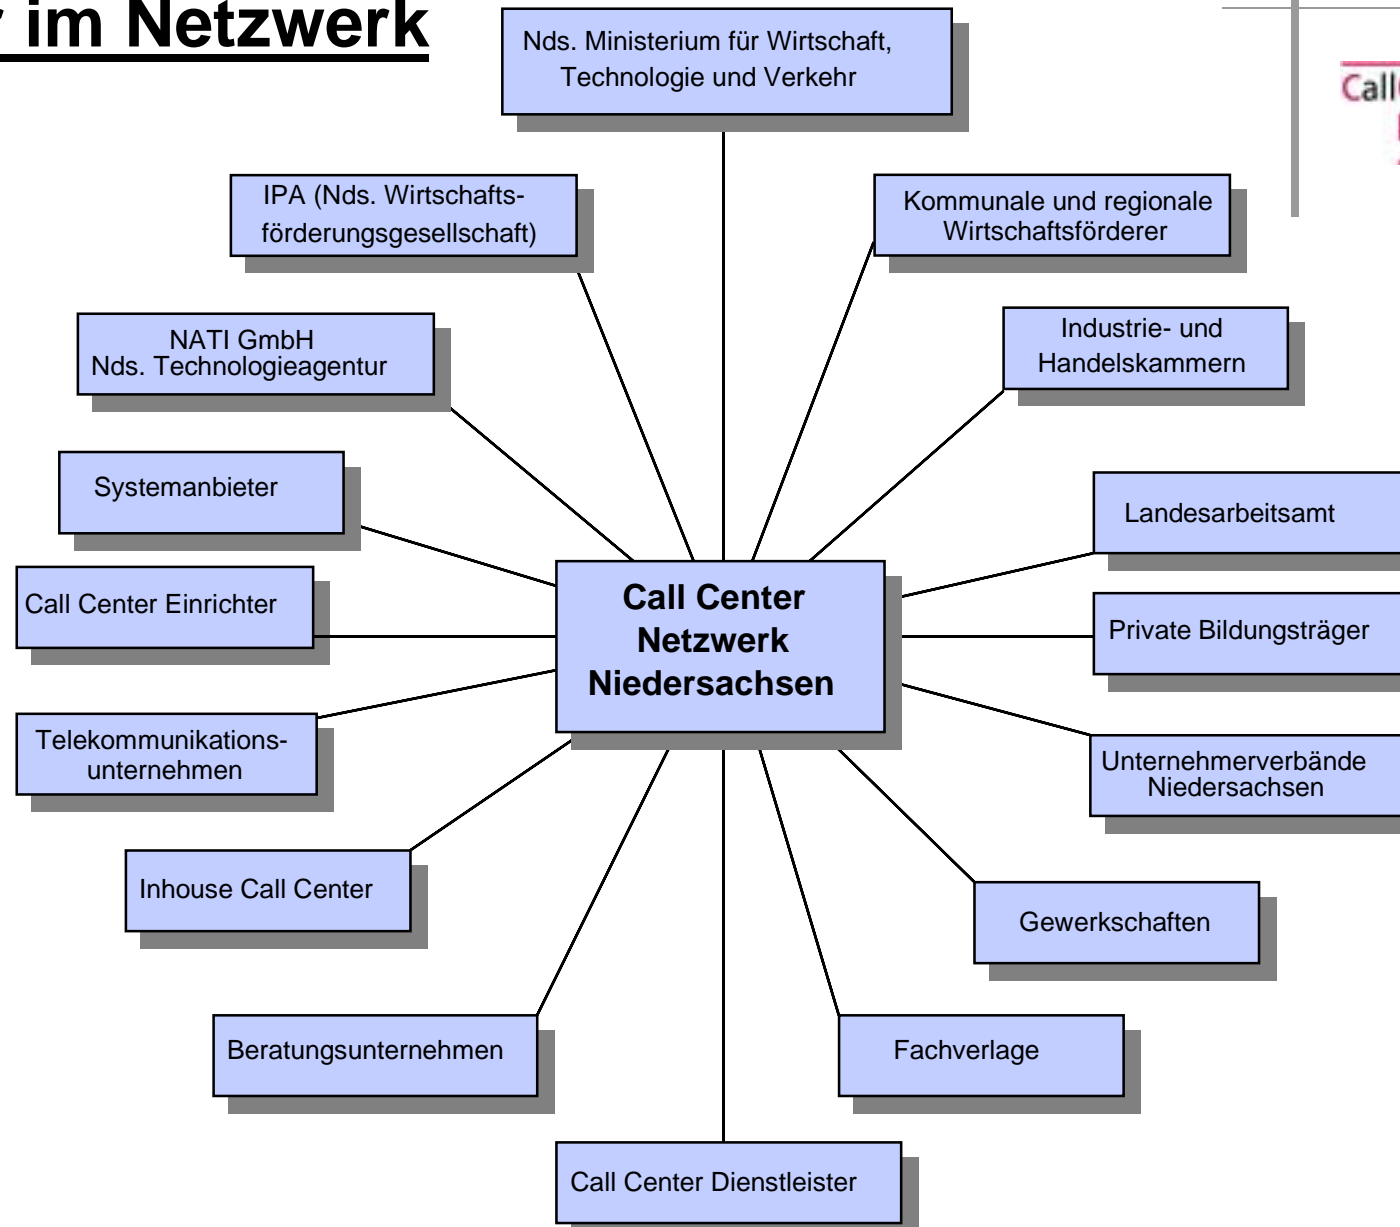 r im Netzwerk
Nds. Ministerium für Wirtschaft,
Technologie und Verkehr
Call
IPA (Nds. Wirtschafts-
förderungsgesellschaft)
Kommunale und regionale
Wirtschaftsförderer
NATI GmbH
Nds. Technologieagentur
Industrie- und
Handelskammern
Systemanbieter
Landesarbeitsamt
Call Center Einrichter
Call Center
Netzwerk
Niedersachsen
Private Bildungsträger
Telekommunikations-
unternehmen
Unternehmerverbände
Niedersachsen
Inhouse Call Center
Gewerkschaften
Beratungsunternehmen
Fachverlage
Call Center Dienstleister